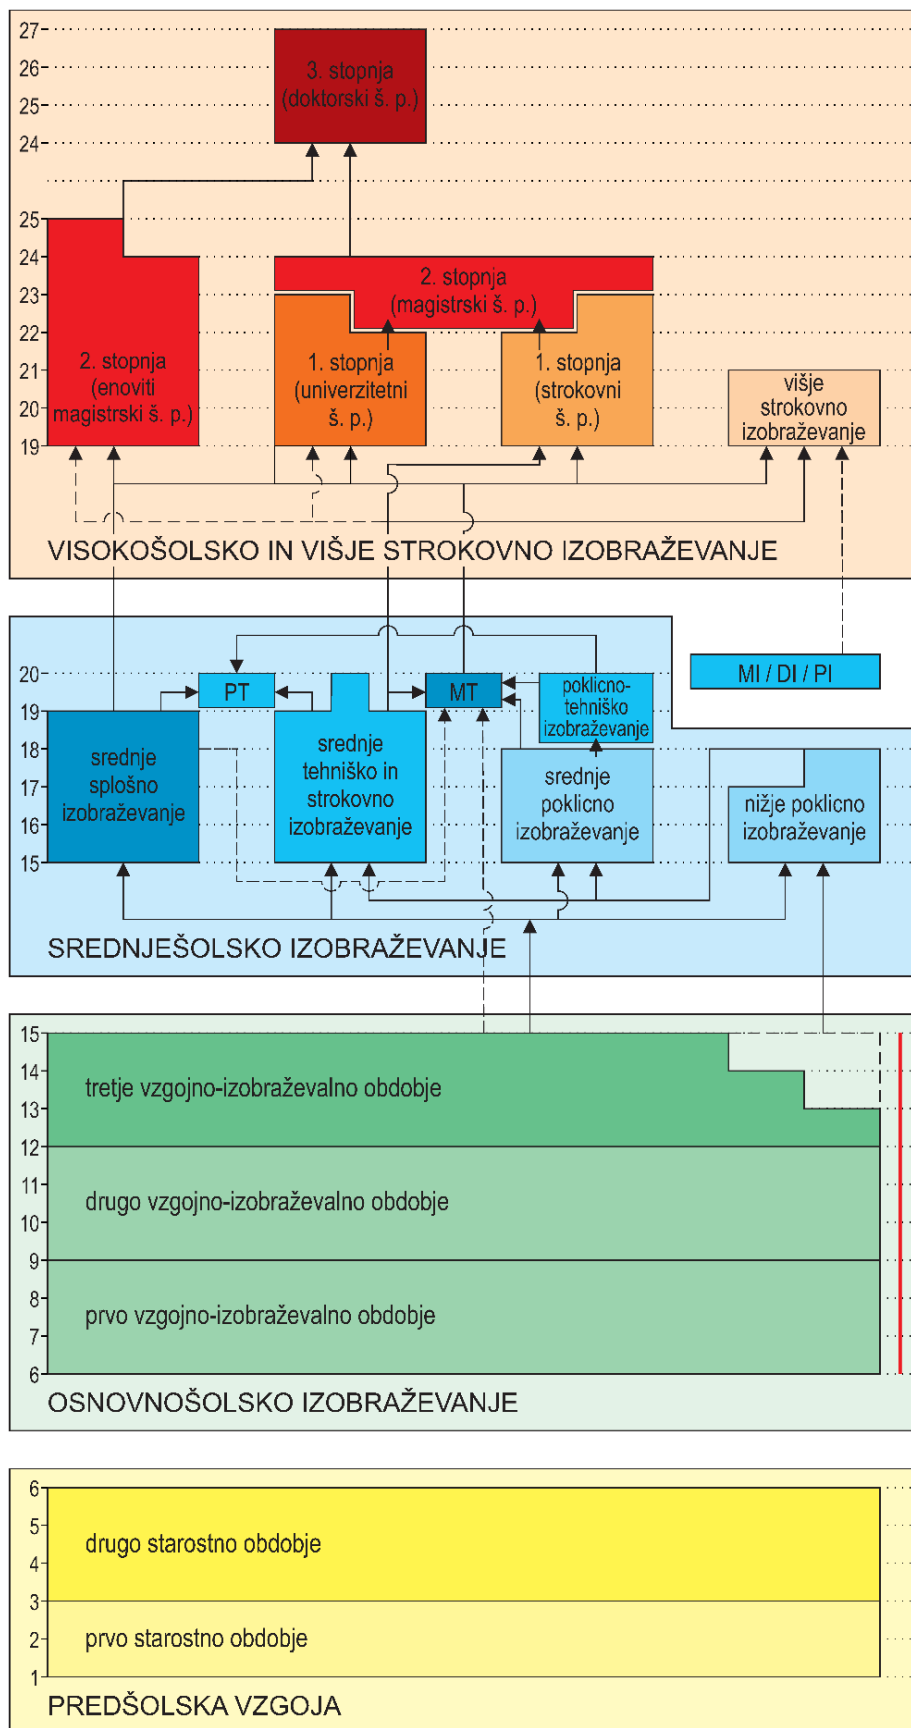 27
26
25
24
3. stopnja
(doktorski š. p.)
25
24
23
22
21
20
19
2. stopnja
(magistrski š. p.)
2. stopnja
(enoviti
magistrski š. p.)
1. stopnja
(univerzitetni
š. p.)
1. stopnja
(strokovni
š. p.)
višje
strokovno
izobraževanje
VISOKOŠOLSKO IN VIŠJE STROKOVNO IZOBRAŽEVANJE
20
19
18
17
16
15
PT
MT
poklicno-
tehniško
izobraževanje
MI / DI / PI
srednje
splošno
izobraževanje
srednje
tehniško in
strokovno
izobraževanje
srednje
poklicno
izobraževanje
nižje poklicno
izobraževanje
SREDNJEŠOLSKO IZOBRAŽEVANJE
15
14
13
12
11
10
9
8
7
6
tretje vzgojno-izobraževalno obdobje
drugo vzgojno-izobraževalno obdobje
prvo vzgojno-izobraževalno obdobje
OSNOVNOŠOLSKO IZOBRAŽEVANJE
6
5
4
3
2
1
drugo starostno obdobje
prvo starostno obdobje
PREDŠOLSKA VZGOJA